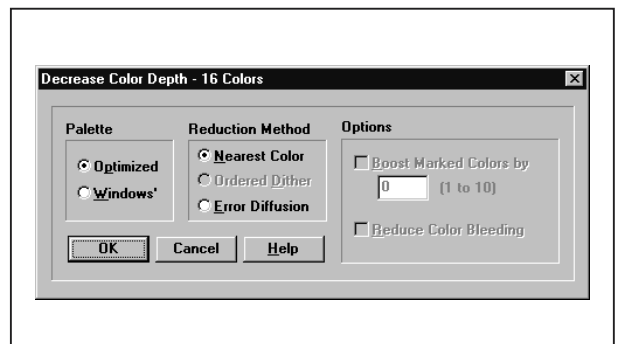 Decrease Color Depth - 16 Colors
Palette
Optimized
Windows'
Reduction Method
Nearest Color
Ordered Dither
Error Diffusion
Options
Boost Marked Colors by
0 (1 to 10)
Reduce Color Bleeding
OK Cancel Help